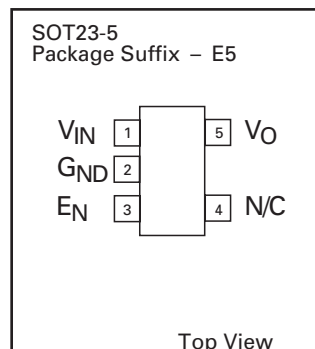 SOT23-5
Package Suffix – E5
VIN 1 5 VO
GND 2
EN 3 4 N/C
Top View